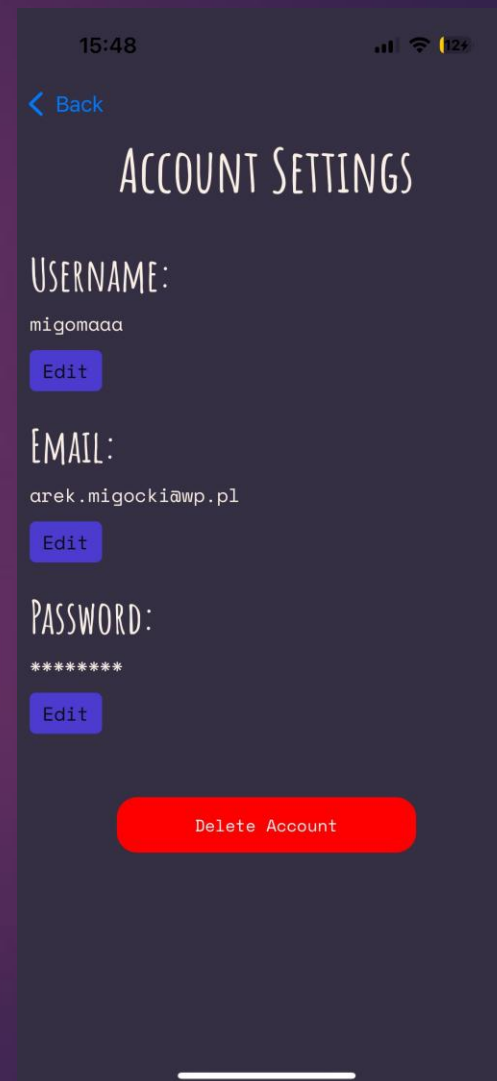 15:48
12
Back
Account Settings
Username:
migomaaa
Edit
Email:
arek.migocki@wp.pl
Edit
Password:
********
Edit
Delete Account